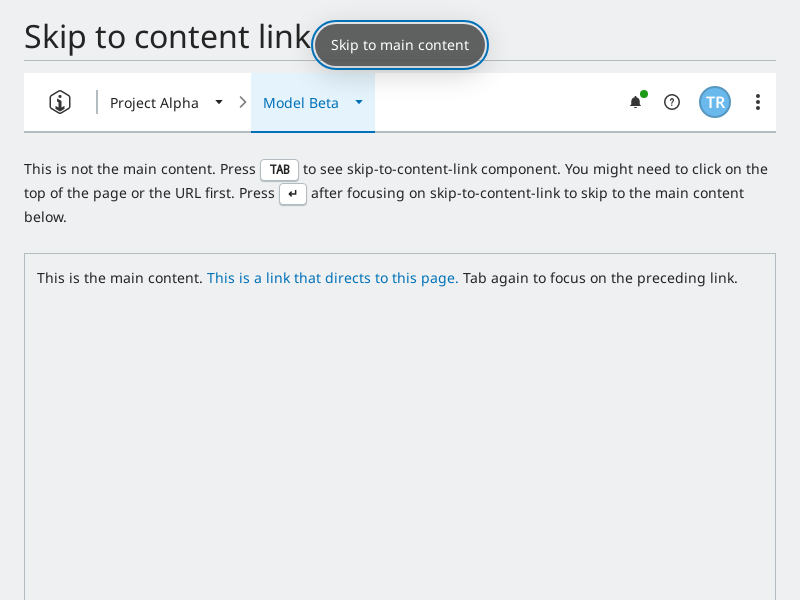 Skip to content link
Skip to main content
Project Alpha
Model Beta
TR
This is not the main content. Press TAB to see skip-to-content-link component. You might need to click on the
top of the page or the URL first. Press ↵ after focusing on skip-to-content-link to skip to the main content
below.
This is the main content. This is a link that directs to this page. Tab again to focus on the preceding link.